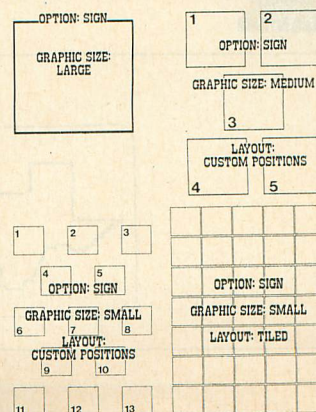 OPTION: SIGN
GRAPHIC SIZE:
LARGE
1
2
OPTION: SIGN
GRAPHIC SIZE: MEDIUM
3
LAYOUT:
CUSTOM POSITIONS
4
5
1
2
3
4
5
OPTION: SIGN
GRAPHIC SIZE: SMALL
6
7
8
LAYOUT:
CUSTOM POSITIONS
9
10
11
12
13
OPTION: SIGN
GRAPHIC SIZE: SMALL
LAYOUT: TILED